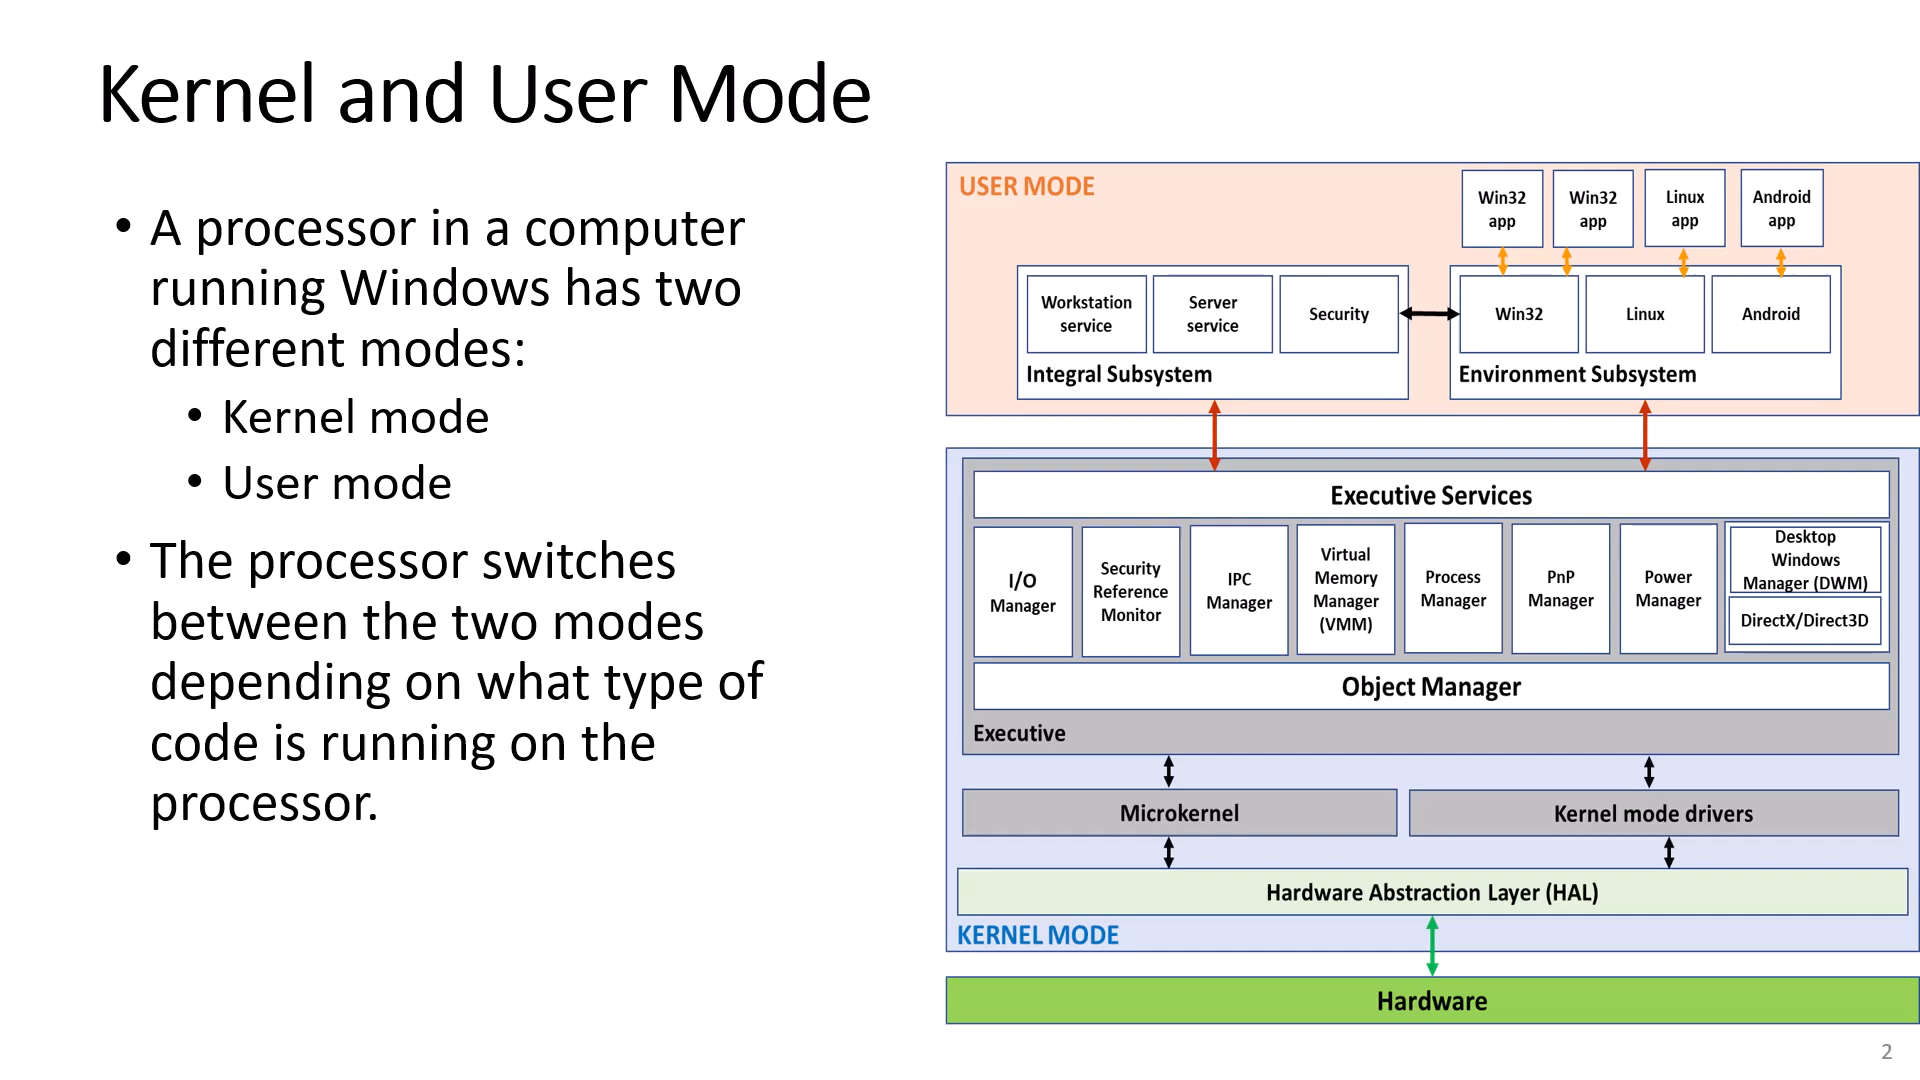 Kernel and User Mode
• A processor in a computer
running Windows has two
different modes:
• Kernel mode
• User mode
• The processor switches
between the two modes
depending on what type of
code is running on the
processor.
USER MODE
Win32
app
Win32
app
Linux
app
Android
app
Workstation
service
Server
service
Security
Integral Subsystem
Win32
Linux
Android
Environment Subsystem
Executive Services
I/O
Manager
Security
Reference
Monitor
IPC
Manager
Virtual
Memory
Manager
(VMM)
Process
Manager
PnP
Manager
Power
Manager
Desktop
Windows
Manager (DWM)
DirectX/Direct3D
Object Manager
Executive
Microkernel
Kernel mode drivers
Hardware Abstraction Layer (HAL)
KERNEL MODE
Hardware
2